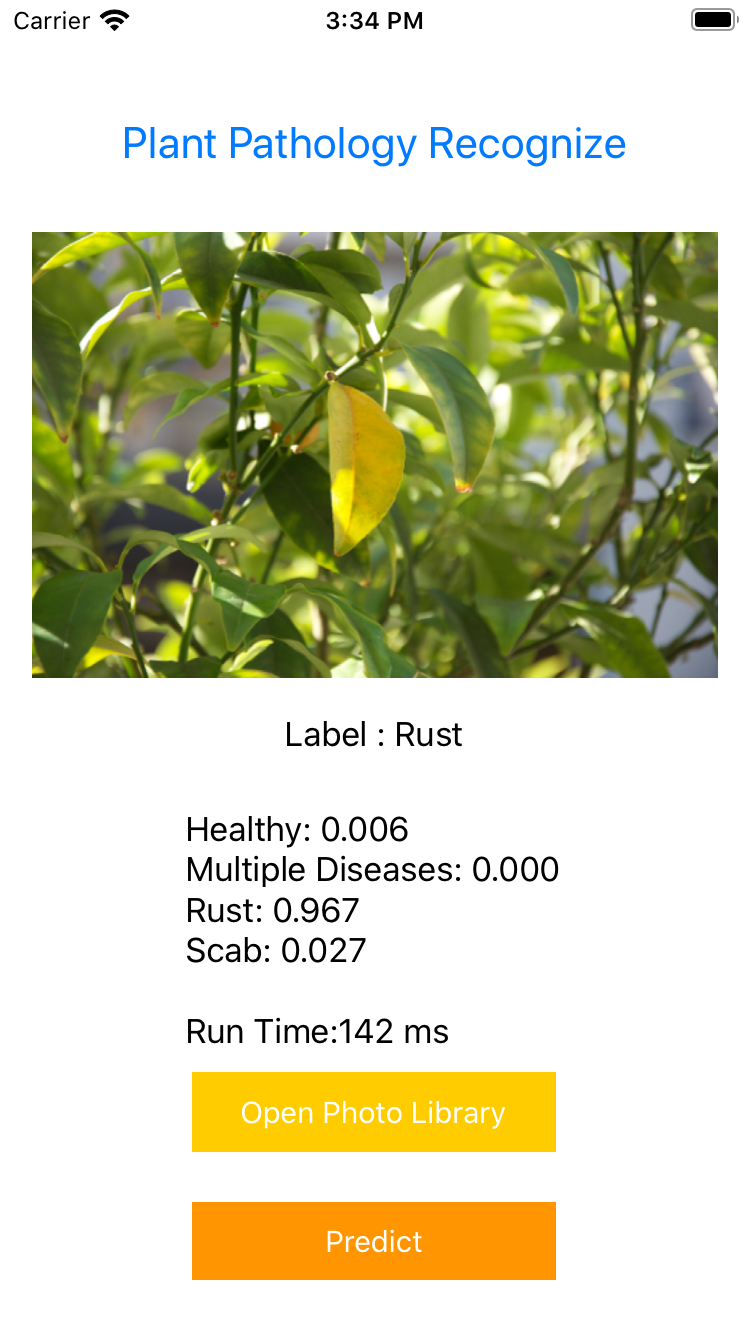 Carrier 3:34 PM
Plant Pathology Recognize
Label : Rust
Healthy: 0.006
Multiple Diseases: 0.000
Rust: 0.967
Scab: 0.027
Run Time:142 ms
Open Photo Library
Predict